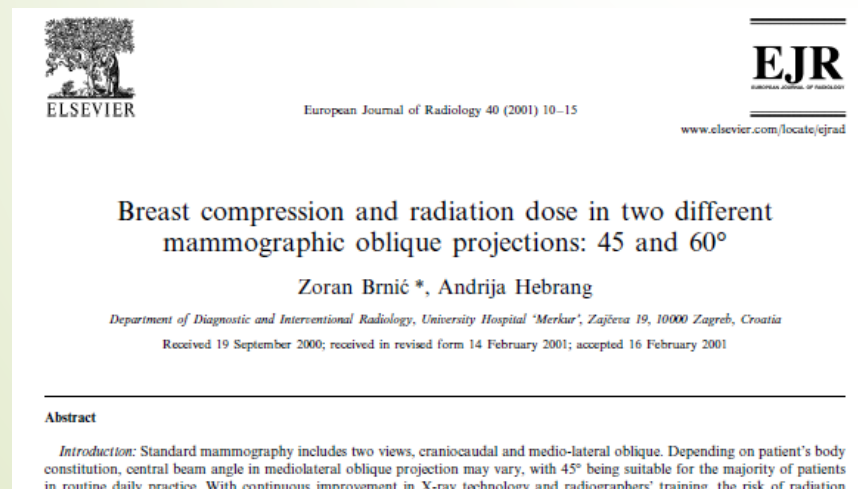 ELSEVIER
European Journal of Radiology 40 (2001) 10–15
EJR
EUROPEAN JOURNAL OF RADIOLOGY
www.elsevier.com/locate/ejrad
Breast compression and radiation dose in two different
mammographic oblique projections: 45 and 60°
Zoran Brnić *, Andrija Hebrang
Department of Diagnostic and Interventional Radiology, University Hospital ‘Merkur’, Zajčeva 19, 10000 Zagreb, Croatia
Received 19 September 2000; received in revised form 14 February 2001; accepted 16 February 2001
Abstract
Introduction: Standard mammography includes two views, craniocaudal and medio-lateral oblique. Depending on patient's body
constitution, central beam angle in mediolateral oblique projection may vary, with 45° being suitable for the majority of patients
in routine daily practice. With continuous improvement in X-ray technology and radiographers' training, the risk of radiation